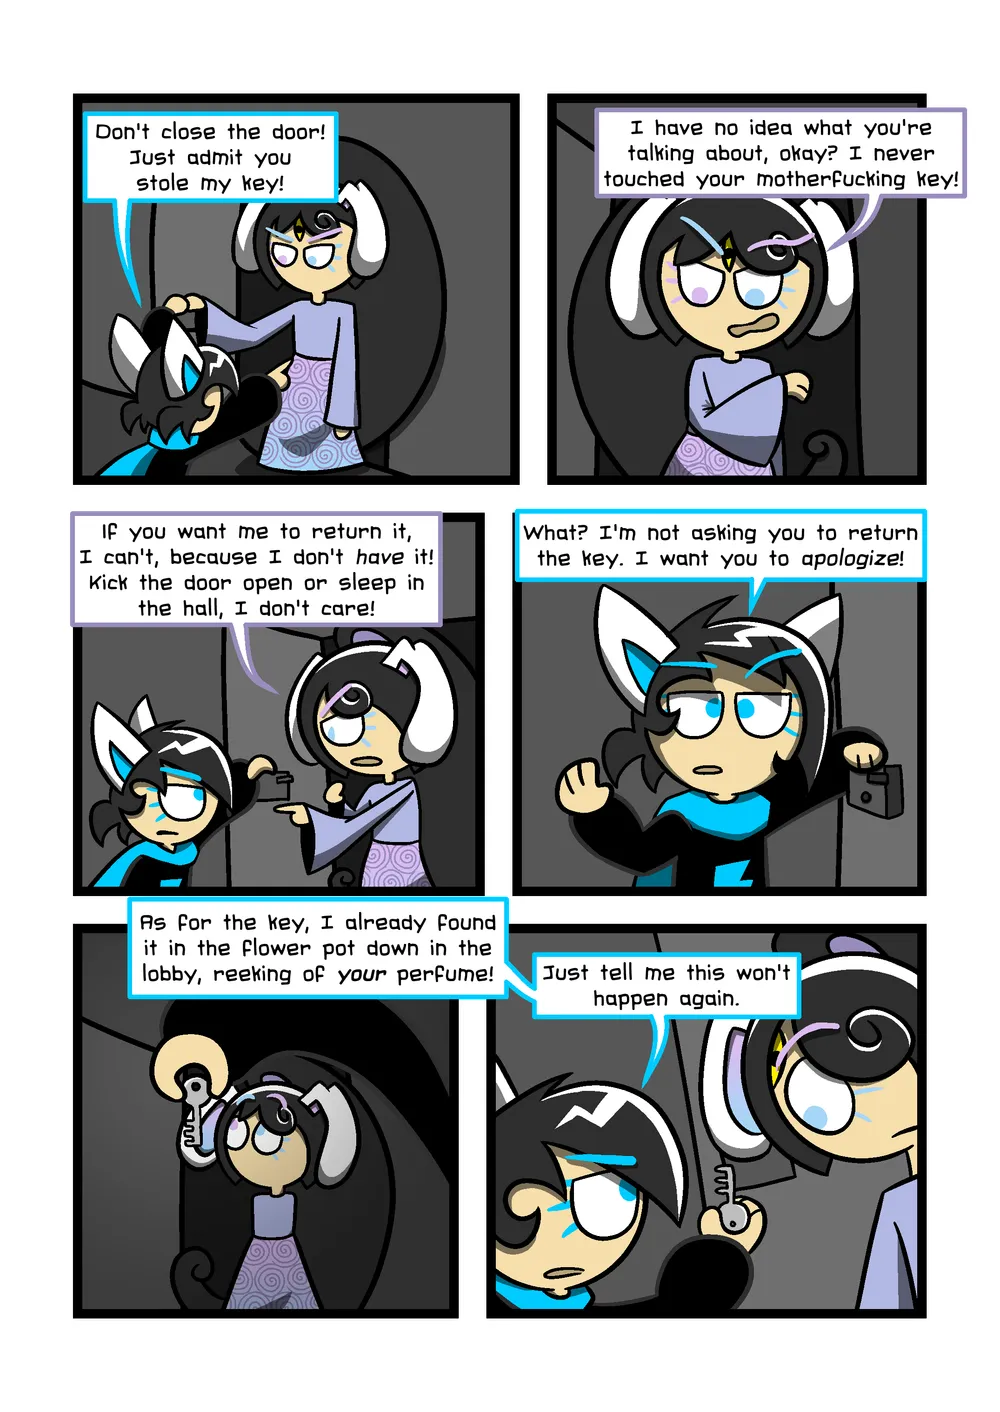 Don't close the door!
Just admit you
stole my key!
I have no idea what you're
talking about, okay? I never
touched your motherfucking key!
If you want me to return it,
I can't, because I don't have it!
Kick the door open or sleep in
the hall, I don't care!
What? I'm not asking you to return
the key. I want you to apologize!
As for the key, I already found
it in the flower pot down in the
lobby, reeking of your perfume!
Just tell me this won't
happen again.